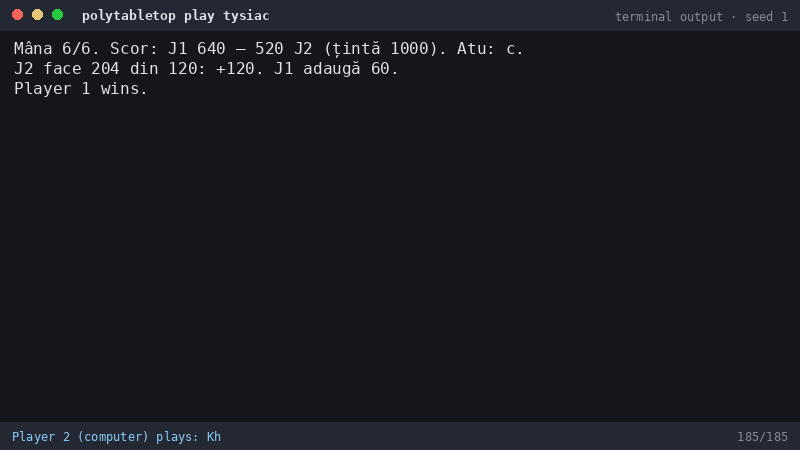 polytabletop play tysiac
terminal output · seed 1
Mâna 6/6. Scor: J1 640 — 520 J2 (țintă 1000). Atu: c.
J2 face 204 din 120: +120. J1 adaugă 60.
Player 1 wins.
Player 2 (computer) plays: Kh
185/185